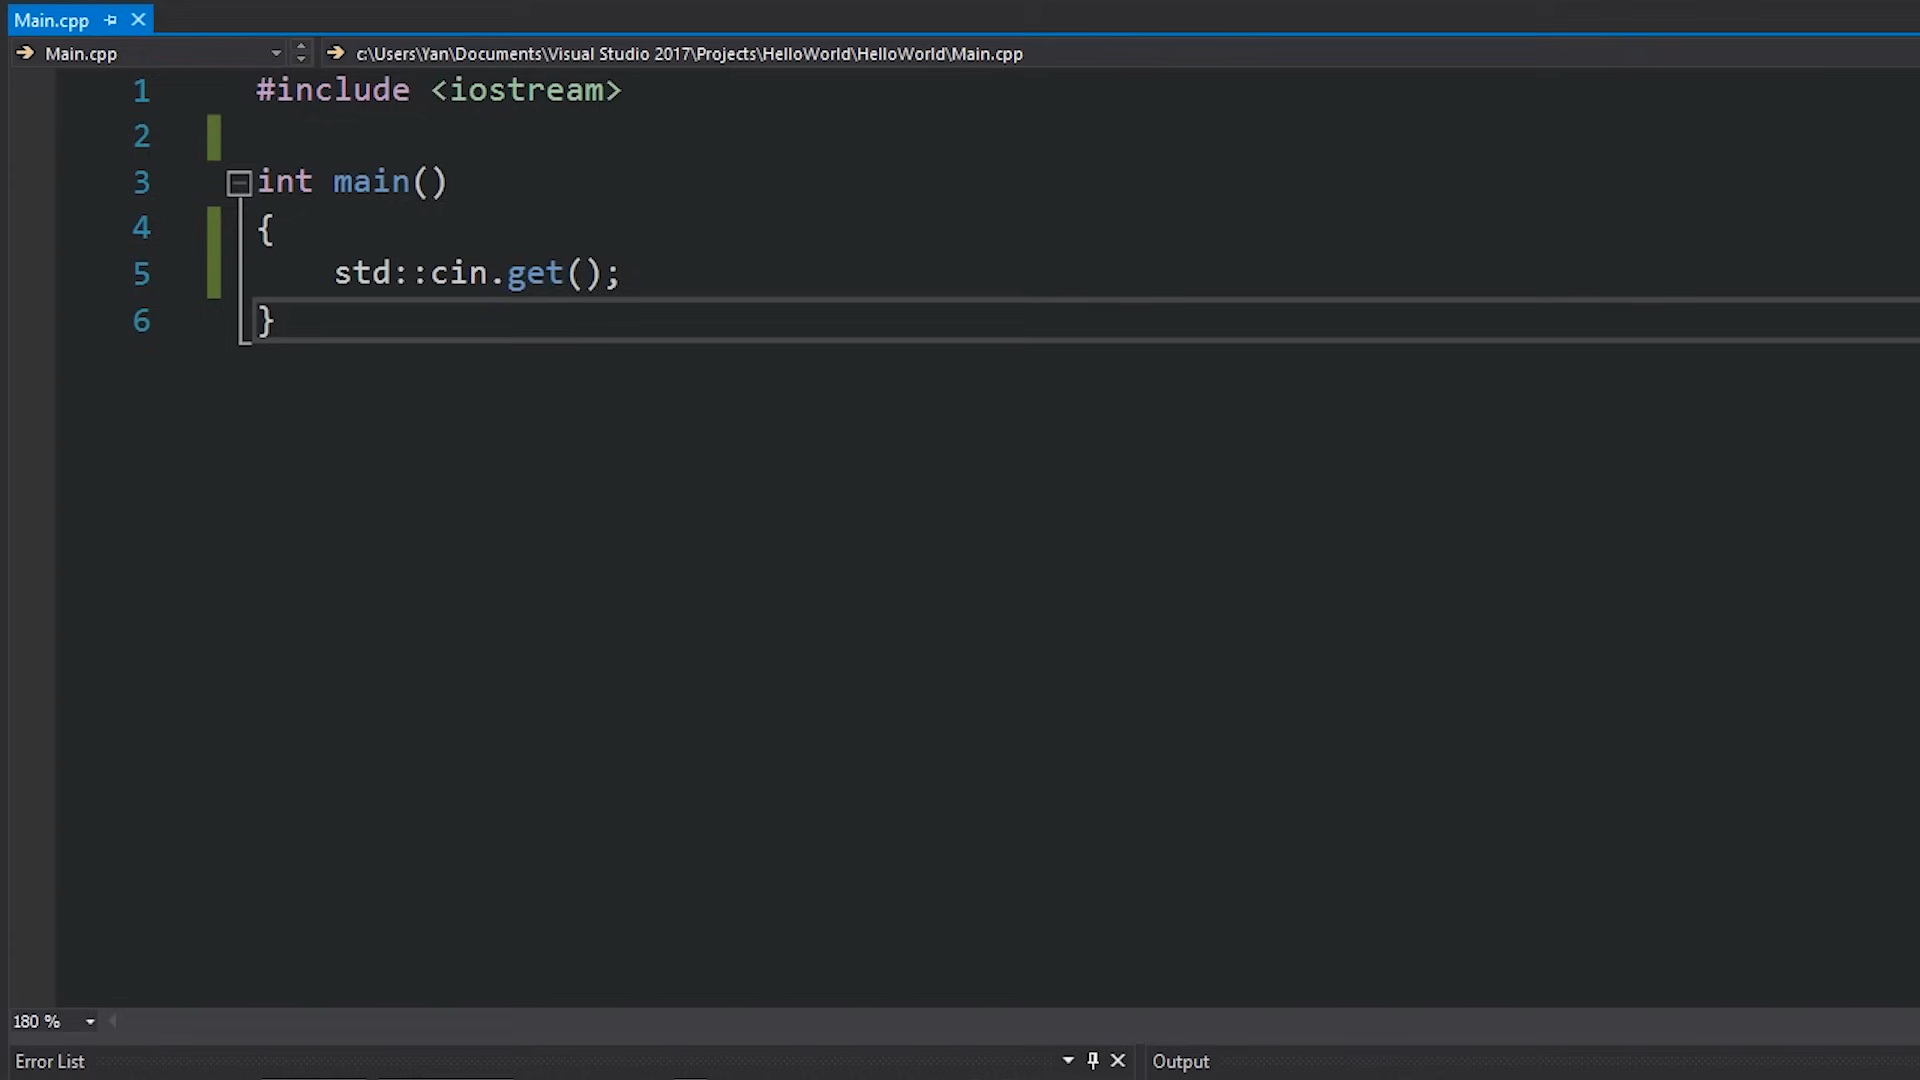 Main.cpp
Main.cpp
c:\Users\Yan\Documents\Visual Studio 2017\Projects\HelloWorld\HelloWorld\Main.cpp
1 #include <iostream>
2
3 int main()
4 {
5     std::cin.get();
6 }
180 %
Error List
Output